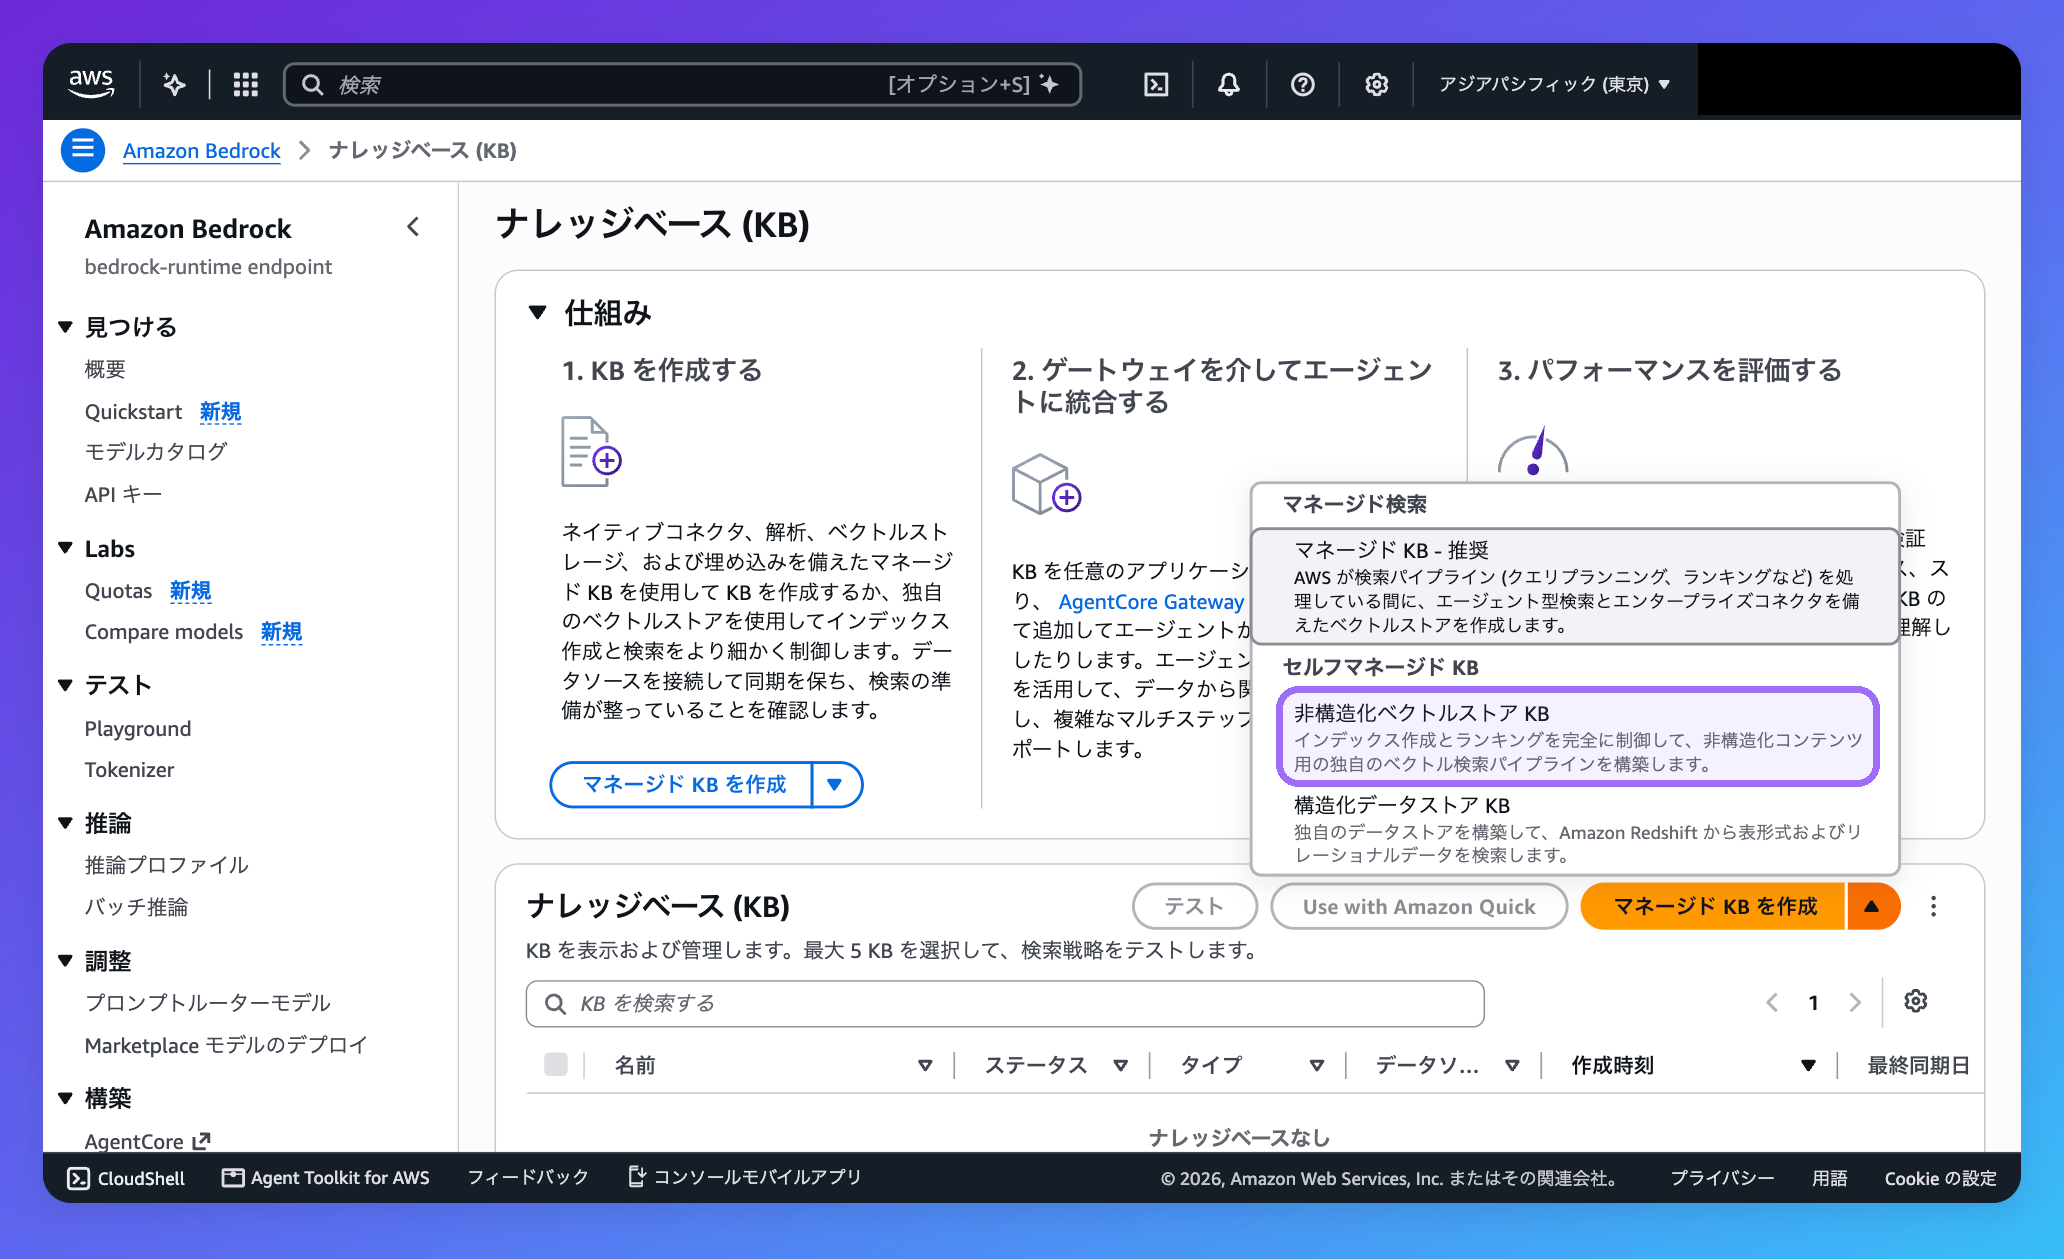 aws
検索
[オプション+S]
アジアパシフィック (東京) ▼
Amazon Bedrock
ナレッジベース (KB)
Amazon Bedrock
bedrock-runtime endpoint
見つける
概要
Quickstart 新規
モデルカタログ
API キー
Labs
Quotas 新規
Compare models 新規
テスト
Playground
Tokenizer
推論
推論プロファイル
バッチ推論
調整
プロンプトルーターモデル
Marketplace モデルのデプロイ
構築
AgentCore
ナレッジベース (KB)
仕組み
1. KB を作成する
ネイティブコネクタ、解析、ベクトルスト
レージ、および埋め込みを備えたマネージ
ド KB を使用して KB を作成するか、独自
のベクトルストアを使用してインデックス
作成と検索をより細かく制御します。デー
タソースを接続して同期を保ち、検索の準
備が整っていることを確認します。
マネージド KB を作成
2. ゲートウェイを介してエージェン
トに統合する
KB を任意のアプリケーシ
り、 AgentCore Gateway
て追加してエージェントか
したりします。エージェン
を活用して、データから関
し、複雑なマルチステップ
ポートします。
3. パフォーマンスを評価する
証
、ス
KB の
理解し
マネージド検索
マネージド KB - 推奨
AWS が検索パイプライン (クエリプランニング、ランキングなど) を処
理している間に、エージェント型検索とエンタープライズコネクタを備
えたベクトルストアを作成します。
セルフマネージド KB
非構造化ベクトルストア KB
インデックス作成とランキングを完全に制御して、非構造化コンテンツ
用の独自のベクトル検索パイプラインを構築します。
構造化データストア KB
独自のデータストアを構築して、Amazon Redshift から表形式およびリ
レーショナルデータを検索します。
ナレッジベース (KB)
テスト
Use with Amazon Quick
マネージド KB を作成
KB を表示および管理します。最大 5 KB を選択して、検索戦略をテストします。
KB を検索する
1
名前
ステータス
タイプ
データソ...
作成時刻
最終同期日
ナレッジベースなし
CloudShell
Agent Toolkit for AWS
フィードバック
コンソールモバイルアプリ
© 2026, Amazon Web Services, Inc. またはその関連会社。
プライバシー
用語
Cookie の設定